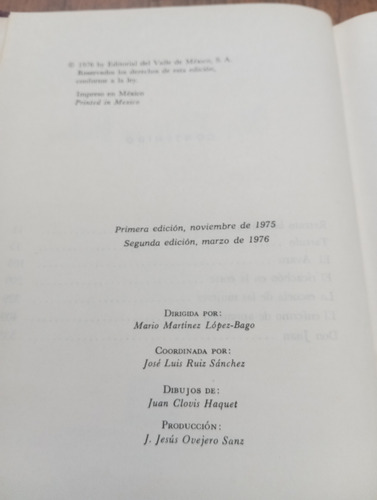 © 1976 by Editorial del Valle de México, S. A.
Reservados los derechos de esta edición,
conforme a la ley.
Impreso en México
Printed in Mexico
Primera edición, noviembre de 1975
Segunda edición, marzo de 1976
DIRIGIDA POR:
Mario Martínez López-Bago
COORDINADA POR:
José Luis Ruiz Sánchez
DIBUJOS DE:
Juan Clovis Haquet
PRODUCCIÓN:
J. Jesús Ovejero Sanz